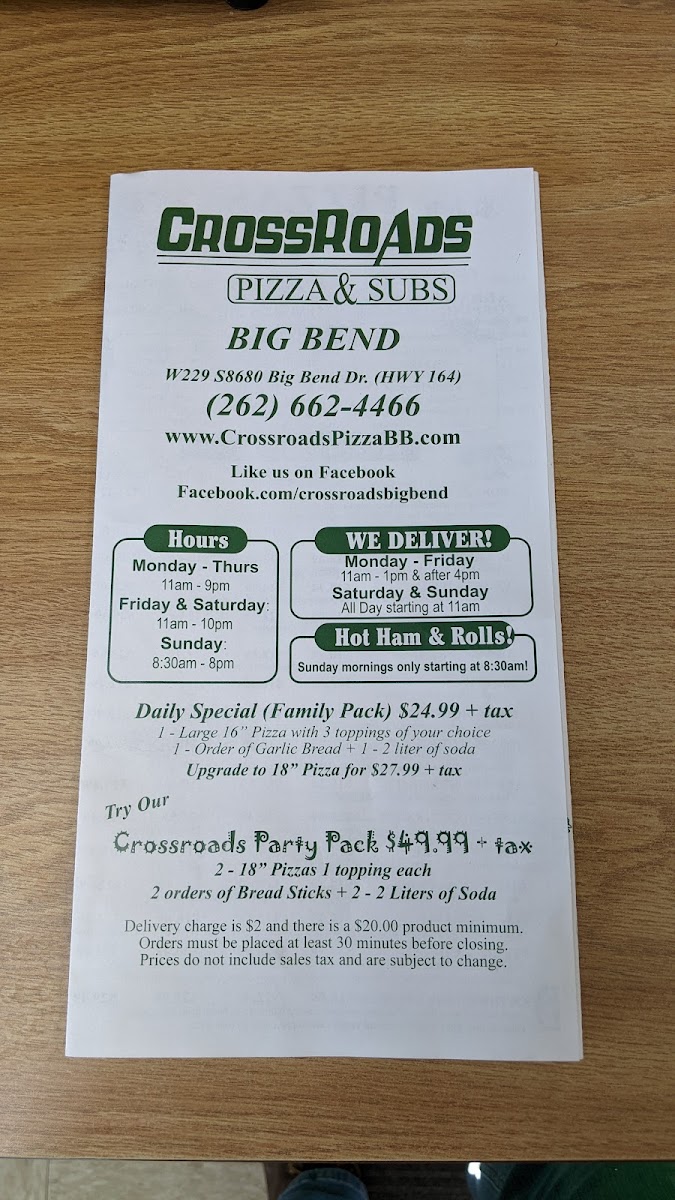 CROSSROADS
PIZZA & SUBS
BIG BEND
W229 S8680 Big Bend Dr. (HWY 164)
(262) 662-4466
www.CrossroadsPizzaBB.com
Like us on Facebook
Facebook.com/crossroadsbigbend
Hours
Monday - Thurs
11am - 9pm
Friday & Saturday:
11am - 10pm
Sunday:
8:30am - 8pm
WE DELIVER!
Monday - Friday
11am - 1pm & after 4pm
Saturday & Sunday
All Day starting at 11am
Hot Ham & Rolls!
Sunday mornings only starting at 8:30am!
Daily Special (Family Pack) $24.99 + tax
1 - Large 16" Pizza with 3 toppings of your choice
1 - Order of Garlic Bread + 1 - 2 liter of soda
Upgrade to 18" Pizza for $27.99 + tax
Try Our
Crossroads Party Pack $49.99 + tax
2 - 18" Pizzas 1 topping each
2 orders of Bread Sticks + 2 - 2 Liters of Soda
Delivery charge is $2 and there is a $20.00 product minimum.
Orders must be placed at least 30 minutes before closing.
Prices do not include sales tax and are subject to change.